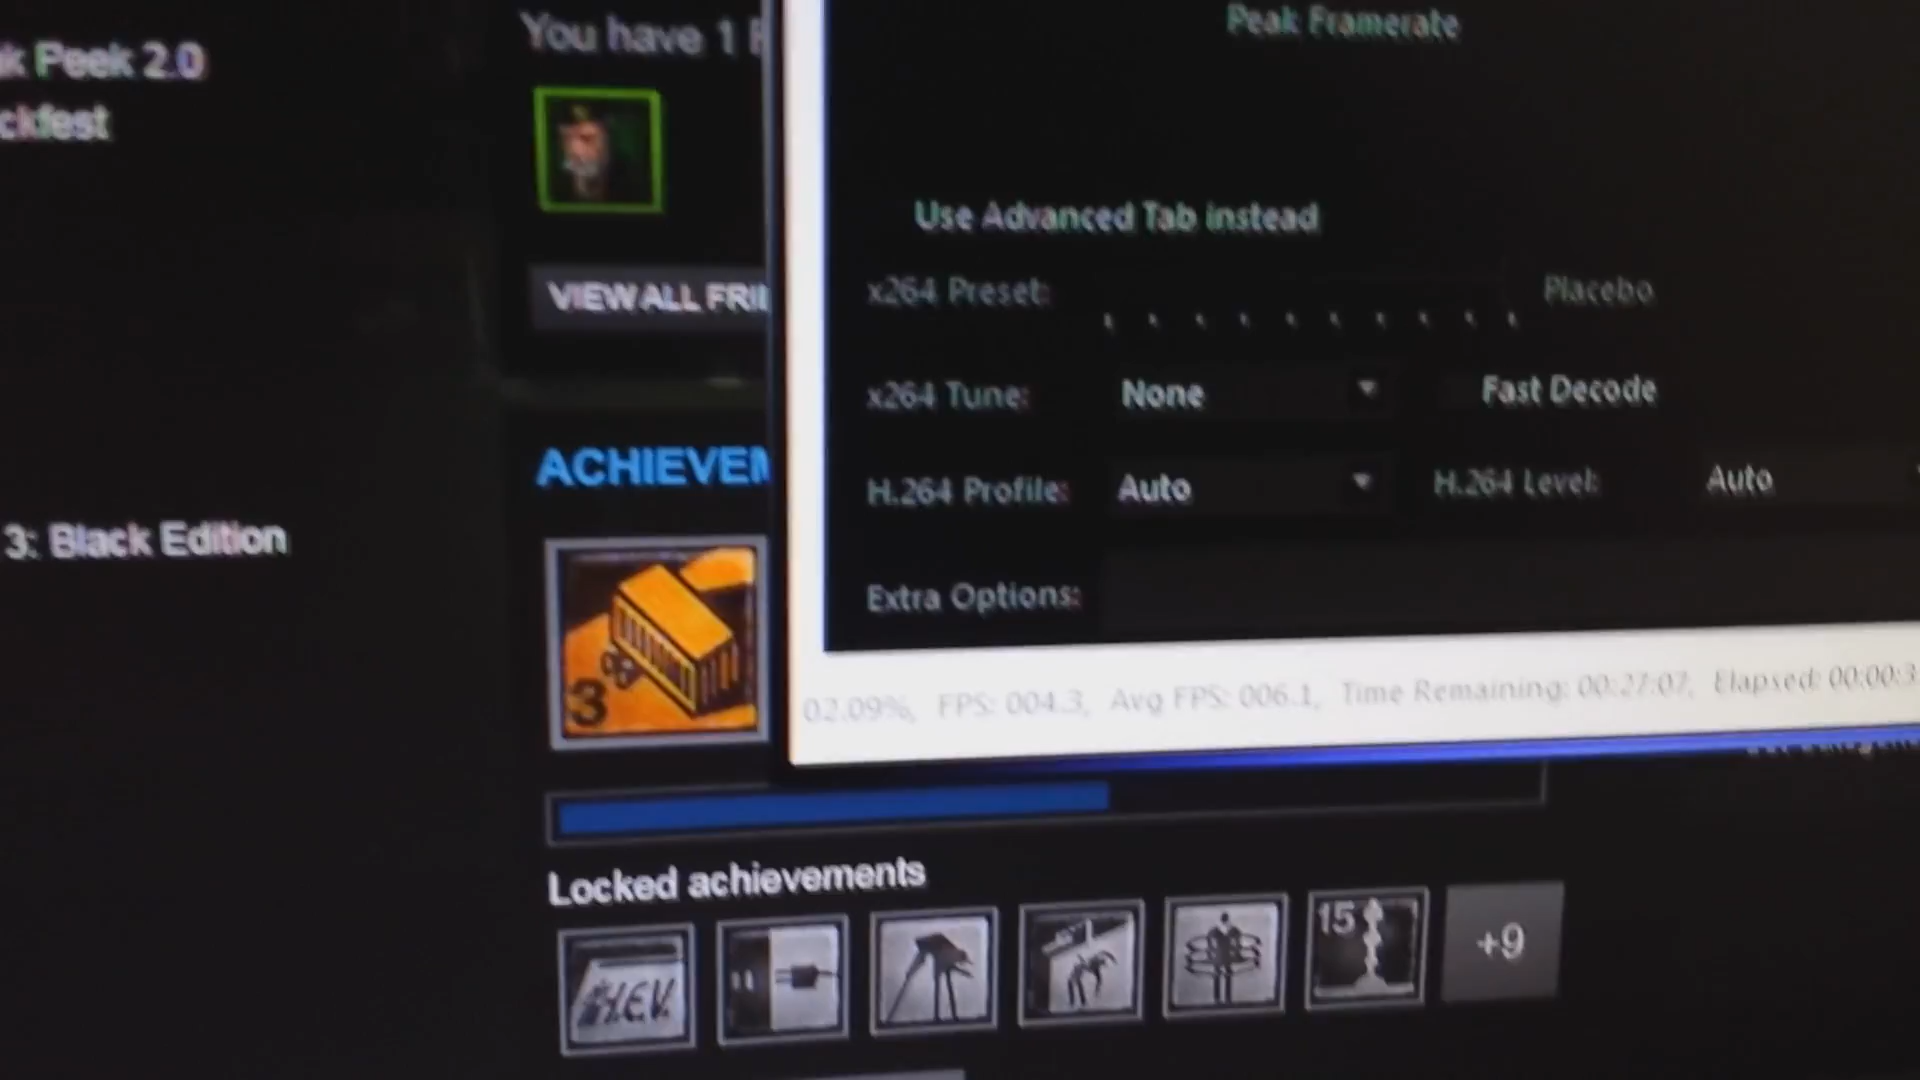 k Peek 2.0
ckfest
3: Black Edition
You have 1
VIEW ALL FRI
ACHIEVEM
3
Locked achievements
H.E.V.
15
+9
Peak Framerate
Use Advanced Tab instead
x264 Preset:
Placebo
x264 Tune:
None
Fast Decode
H.264 Profile:
Auto
H.264 Level:
Auto
Extra Options:
02.09%, FPS: 004.3, Avg FPS: 006.1, Time Remaining: 00:27:07, Elapsed: 00:00:3